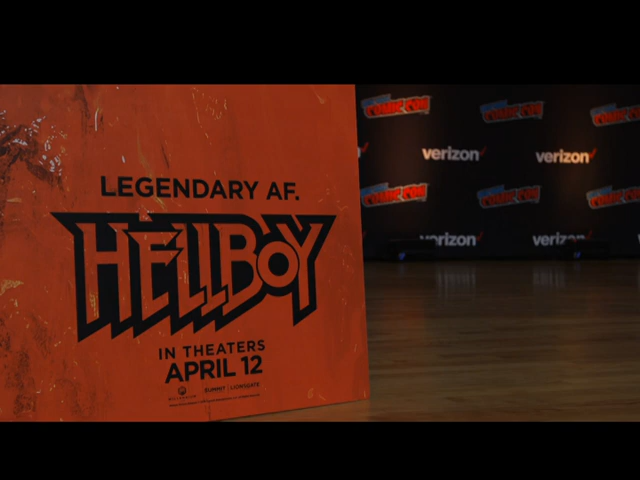 LEGENDARY AF.
HELLBOY
IN THEATERS
APRIL 12
SUMMIT LIONSGATE
COMIC CON COMIC CON COMIC CON
verizon verizon
COMIC CON COMIC CON COMIC CON
verizon verizon